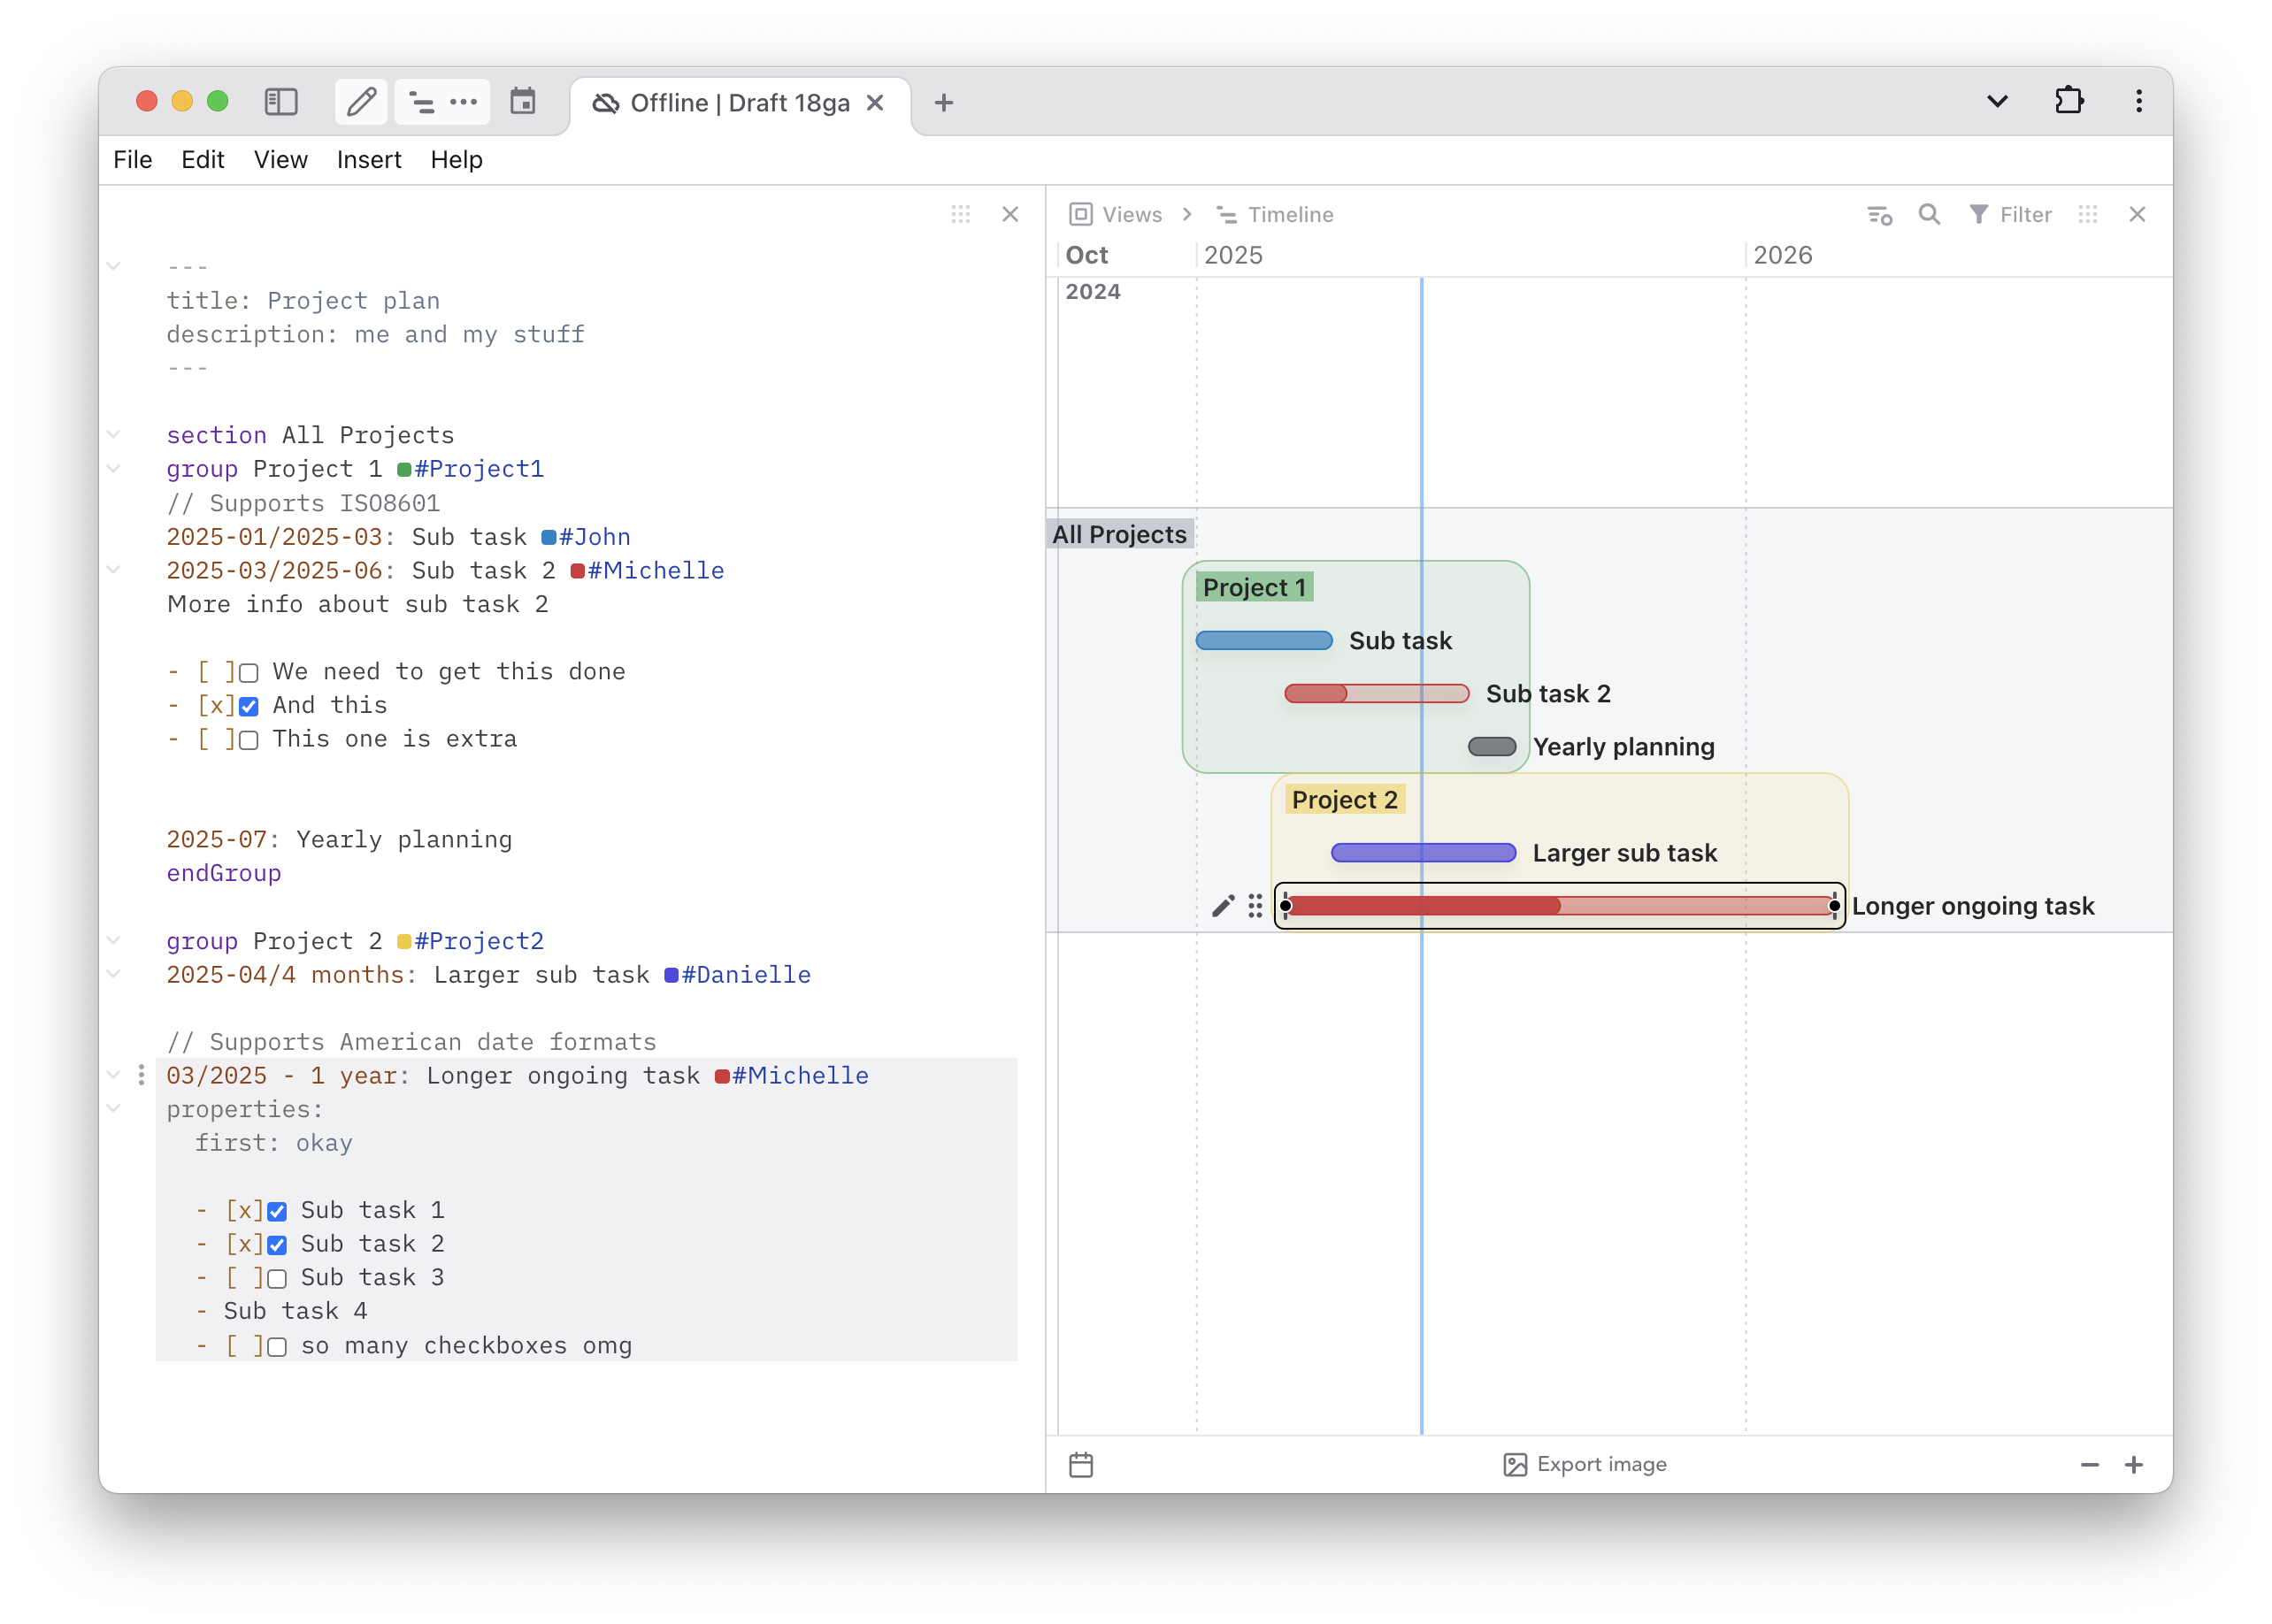 Offline | Draft 18ga
File Edit View Insert Help
---
title: Project plan
description: me and my stuff
---
section All Projects
group Project 1 #Project1
// Supports ISO8601
2025-01/2025-03: Sub task #John
2025-03/2025-06: Sub task 2 #Michelle
More info about sub task 2
- [ ] We need to get this done
- [x] And this
- [ ] This one is extra
2025-07: Yearly planning
endGroup
group Project 2 #Project2
2025-04/4 months: Larger sub task #Danielle
// Supports American date formats
03/2025 - 1 year: Longer ongoing task #Michelle
properties:
first: okay
- [x] Sub task 1
- [x] Sub task 2
- [ ] Sub task 3
- Sub task 4
- [ ] so many checkboxes omg
Views Timeline Filter
Oct 2025 2026
2024
All Projects
Project 1
Sub task
Sub task 2
Yearly planning
Project 2
Larger sub task
Longer ongoing task
Export image